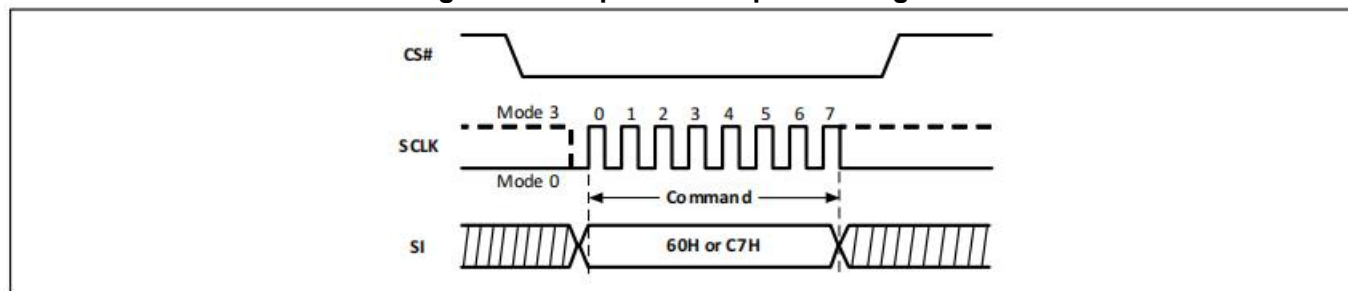 CS#
Mode 3
0 1 2 3 4 5 6 7
SCLK
Mode 0
Command
SI
60H or C7H